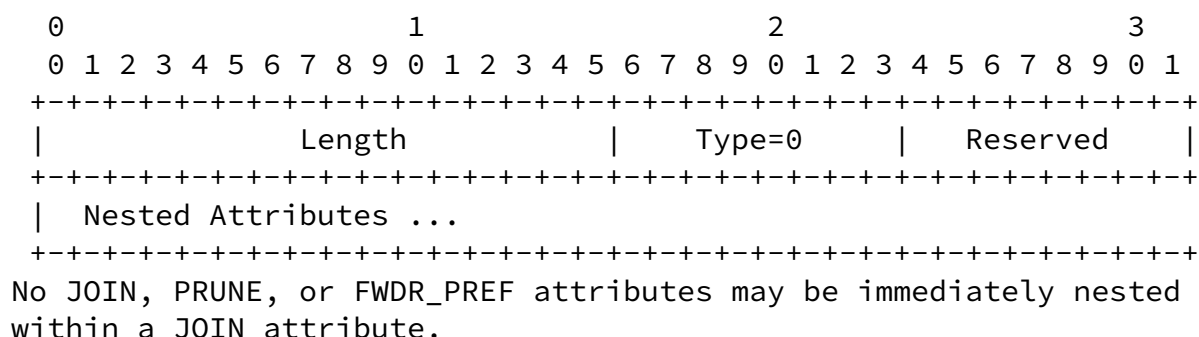 0                   1                   2                   3
 0 1 2 3 4 5 6 7 8 9 0 1 2 3 4 5 6 7 8 9 0 1 2 3 4 5 6 7 8 9 0 1
+-+-+-+-+-+-+-+-+-+-+-+-+-+-+-+-+-+-+-+-+-+-+-+-+-+-+-+-+-+-+-+-+
|              Length           |    Type=0     |   Reserved    |
+-+-+-+-+-+-+-+-+-+-+-+-+-+-+-+-+-+-+-+-+-+-+-+-+-+-+-+-+-+-+-+-+
|  Nested Attributes ...
+-+-+-+-+-+-+-+-+-+-+-+-+-+-+-+-+-+-+-+-+-+-+-+-+-+-+-+-+-+-+-+-+
No JOIN, PRUNE, or FWDR_PREF attributes may be immediately nested
within a JOIN attribute.